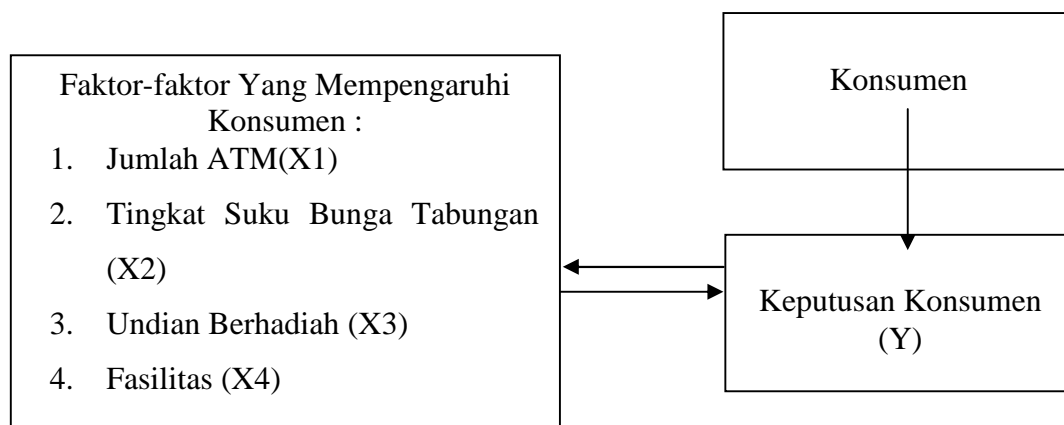 Faktor-faktor Yang Mempengaruhi
Konsumen :
1. Jumlah ATM(X1)
2. Tingkat Suku Bunga Tabungan
(X2)
3. Undian Berhadiah (X3)
4. Fasilitas (X4)
Konsumen
Keputusan Konsumen
(Y)